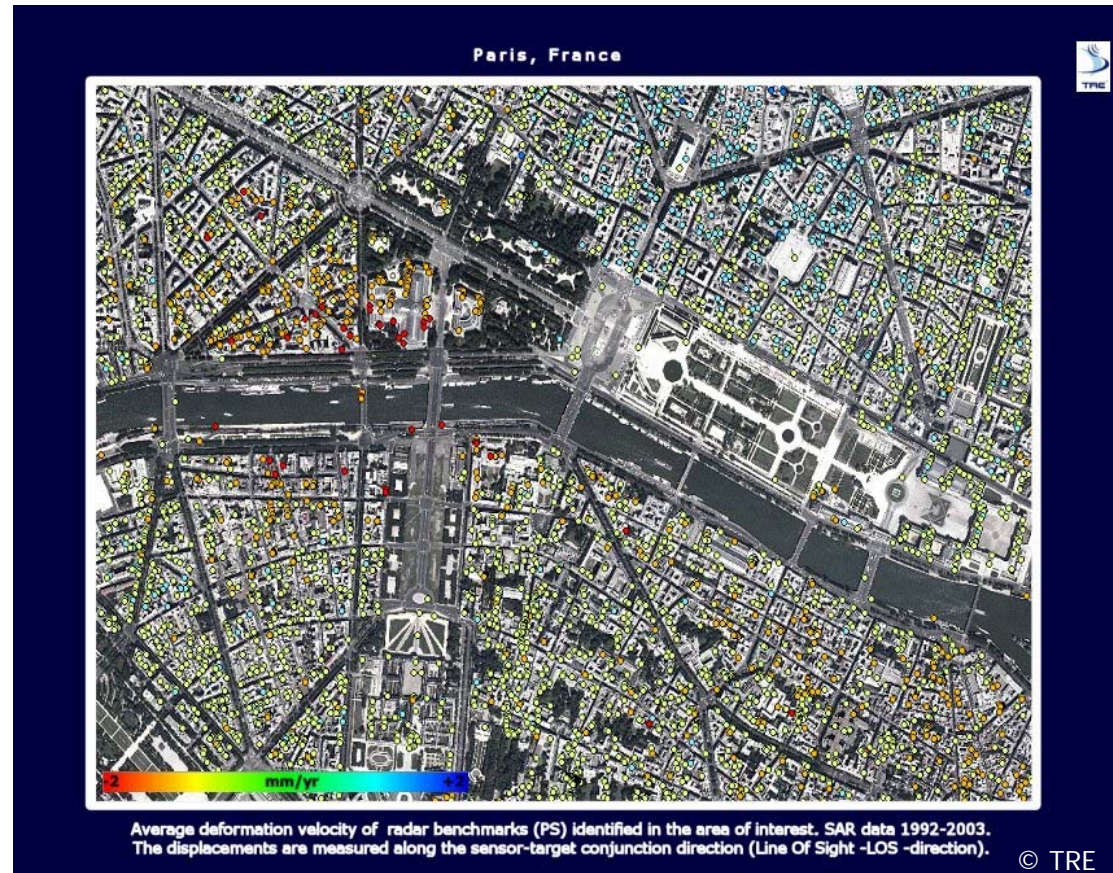 Paris, France
TRE
-2 mm/yr +2
Average deformation velocity of radar benchmarks (PS) identified in the area of interest. SAR data 1992-2003.
The displacements are measured along the sensor-target conjunction direction (Line Of Sight -LOS -direction).
© TRE